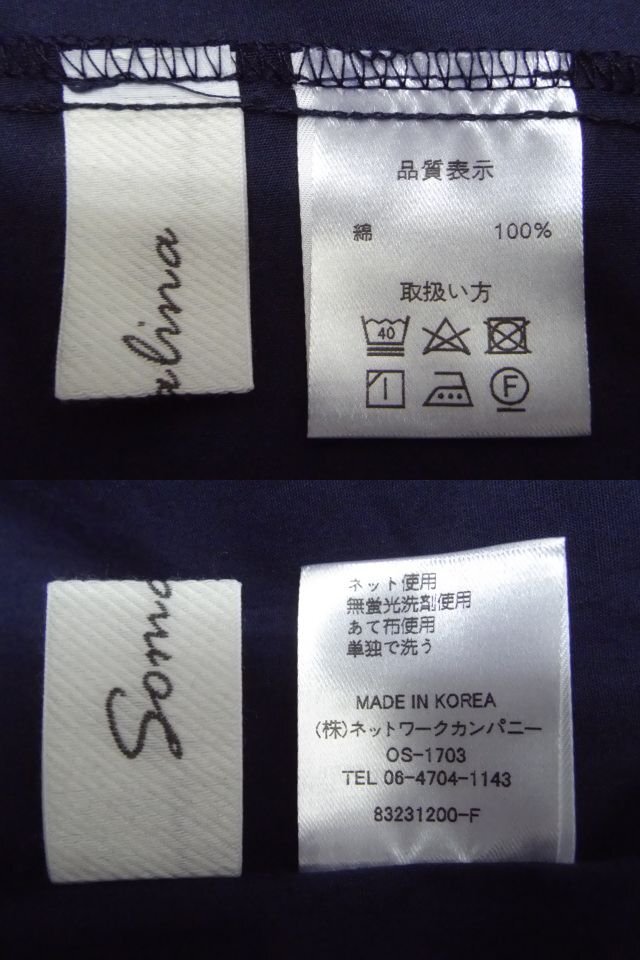 alina
品質表示
綿 100%
取扱い方
40
F
Soma
ネット使用
無蛍光洗剤使用
あて布使用
単独で洗う
MADE IN KOREA
(株)ネットワークカンパニー
OS-1703
TEL 06-4704-1143
83231200-F